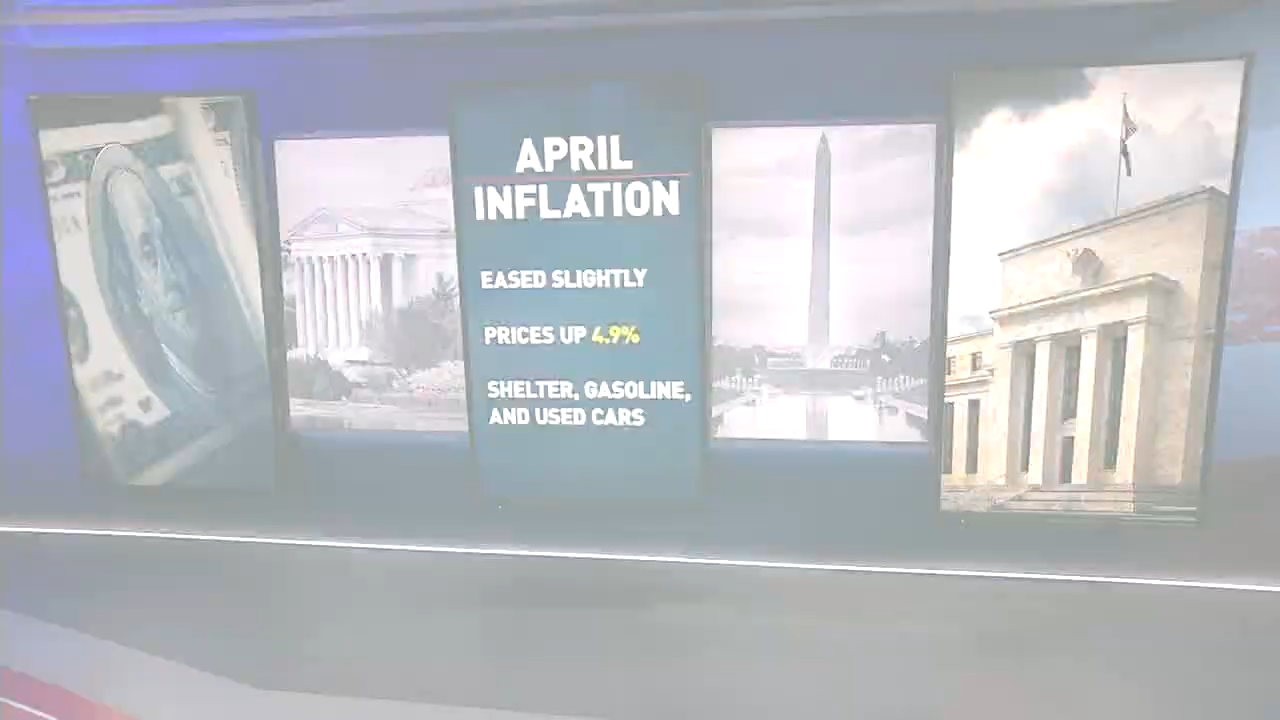 APRIL
INFLATION
EASED SLIGHTLY
PRICES UP 4.9%
SHELTER, GASOLINE,
AND USED CARS